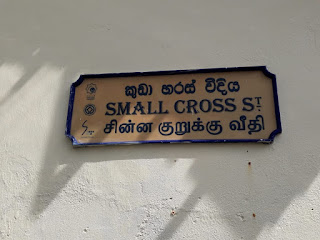 කුඩා හරස් වීදිය
SMALL CROSS ST.
சின்ன குறுக்கு வீதி